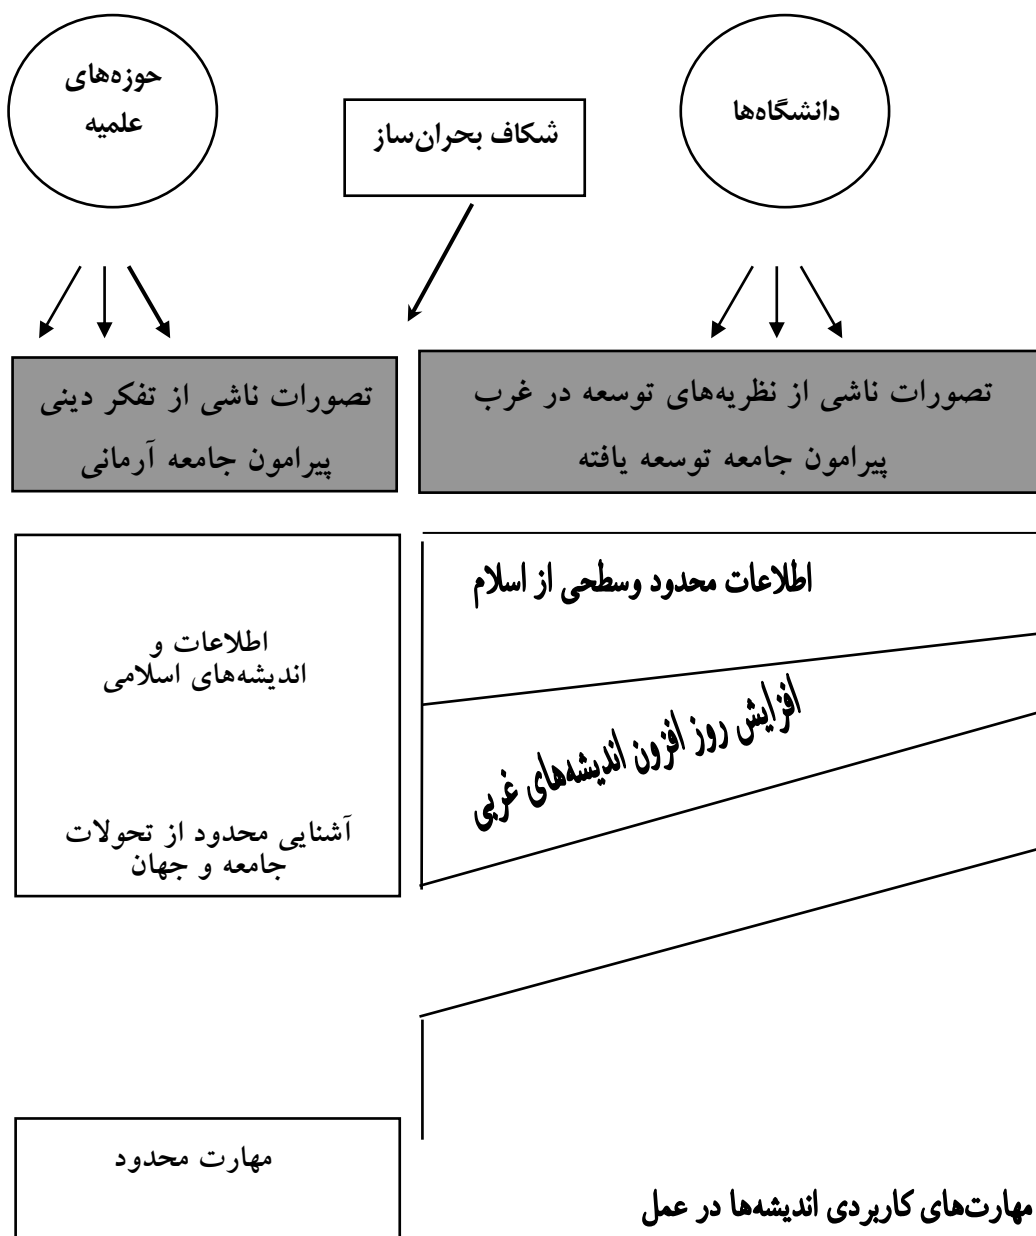 دانشگاه‌ها
شکاف بحران‌ساز
حوزه‌های
علمیه
تصورات ناشی از نظریه‌های توسعه در غرب
پیرامون جامعه توسعه یافته
تصورات ناشی از تفکر دینی
پیرامون جامعه آرمانی
اطلاعات محدود وسطحی از اسلام
افزایش روز افزون اندیشه‌های غربی
اطلاعات و
اندیشه‌های اسلامی
آشنایی محدود از تحولات
جامعه و جهان
مهارت‌های کاربردی اندیشه‌ها در عمل
مهارت محدود